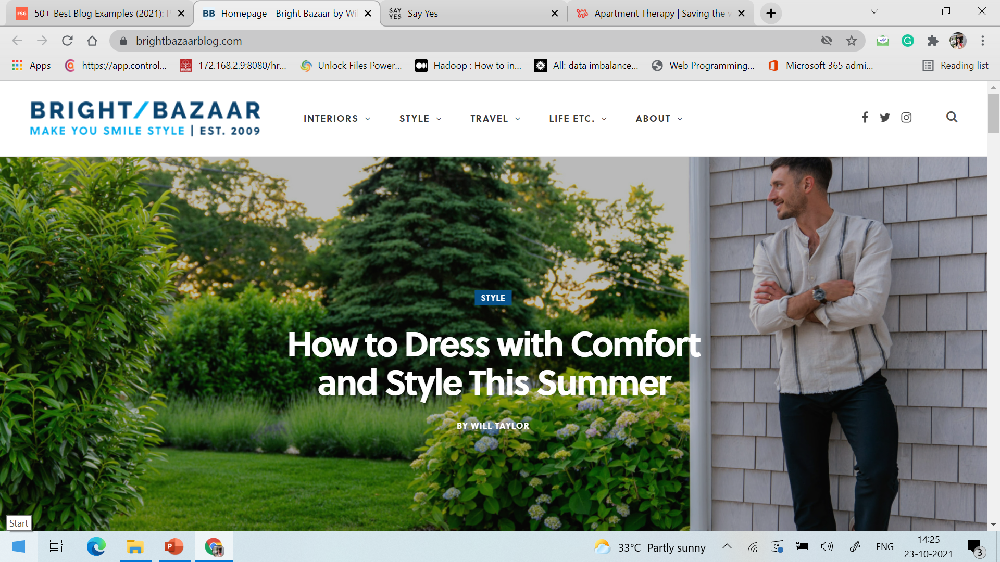 FSG 50+ Best Blog Examples (2021): P
BB Homepage - Bright Bazaar by Wi
SAY YES Say Yes
Apartment Therapy | Saving the w
brightbazaarblog.com
Apps https://app.control... 172.168.2.9:8080/hr... Unlock Files Power... Hadoop : How to in... All: data imbalance... Web Programming... Microsoft 365 admi... Reading list
BRIGHT/BAZAAR
MAKE YOU SMILE STYLE | EST. 2009
INTERIORS STYLE TRAVEL LIFE ETC. ABOUT
STYLE
How to Dress with Comfort
and Style This Summer
BY WILL TAYLOR
Start
33°C Partly sunny
ENG
14:25
23-10-2021
3